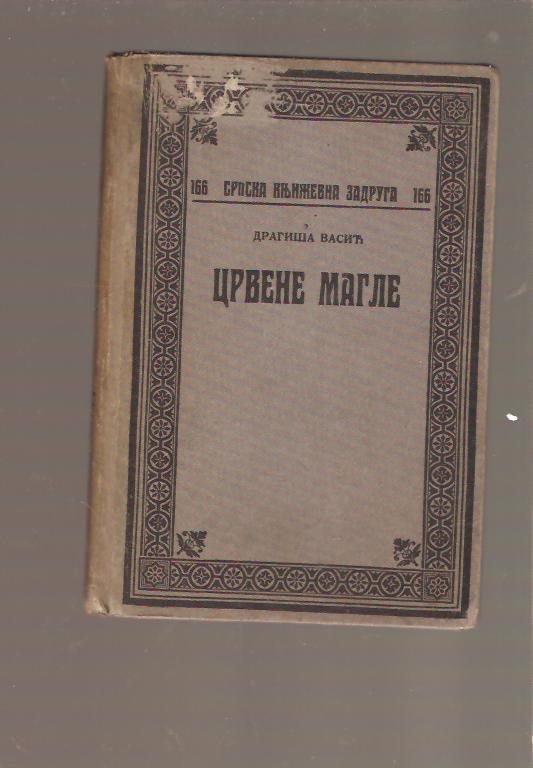 166 СРПСКА КЊИЖЕВНА ЗАДРУГА 166
ДРАГИША ВАСИЋ
ЦРВЕНЕ МАГЛЕ